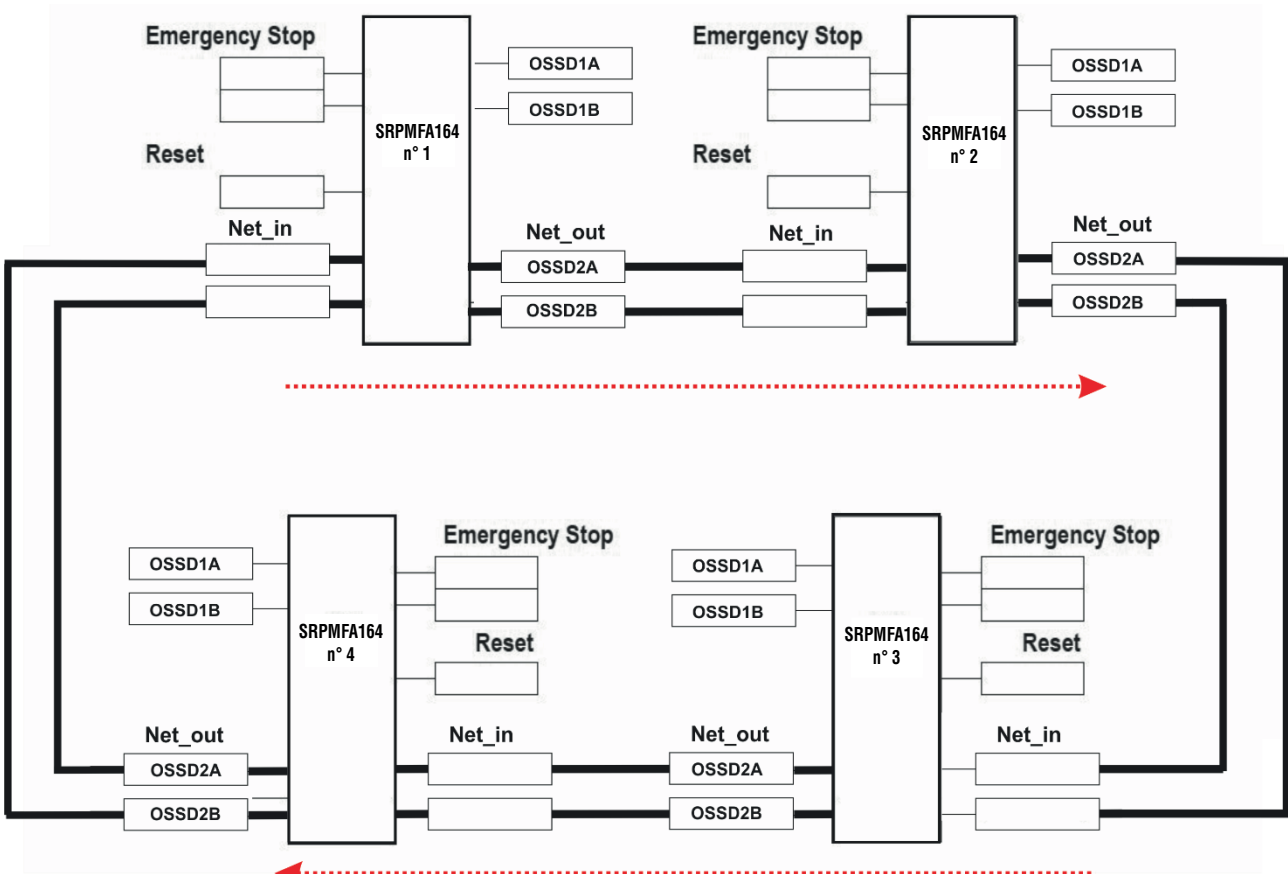 Emergency Stop
OSSD1A
OSSD1B
SRPMFA164
n° 1
Reset
Net_in
Net_out
OSSD2A
OSSD2B
Emergency Stop
OSSD1A
OSSD1B
SRPMFA164
n° 2
Reset
Net_in
Net_out
OSSD2A
OSSD2B
OSSD1A
OSSD1B
SRPMFA164
n° 4
Emergency Stop
Reset
Net_out
OSSD2A
OSSD2B
Net_in
OSSD1A
OSSD1B
SRPMFA164
n° 3
Emergency Stop
Reset
Net_out
OSSD2A
OSSD2B
Net_in